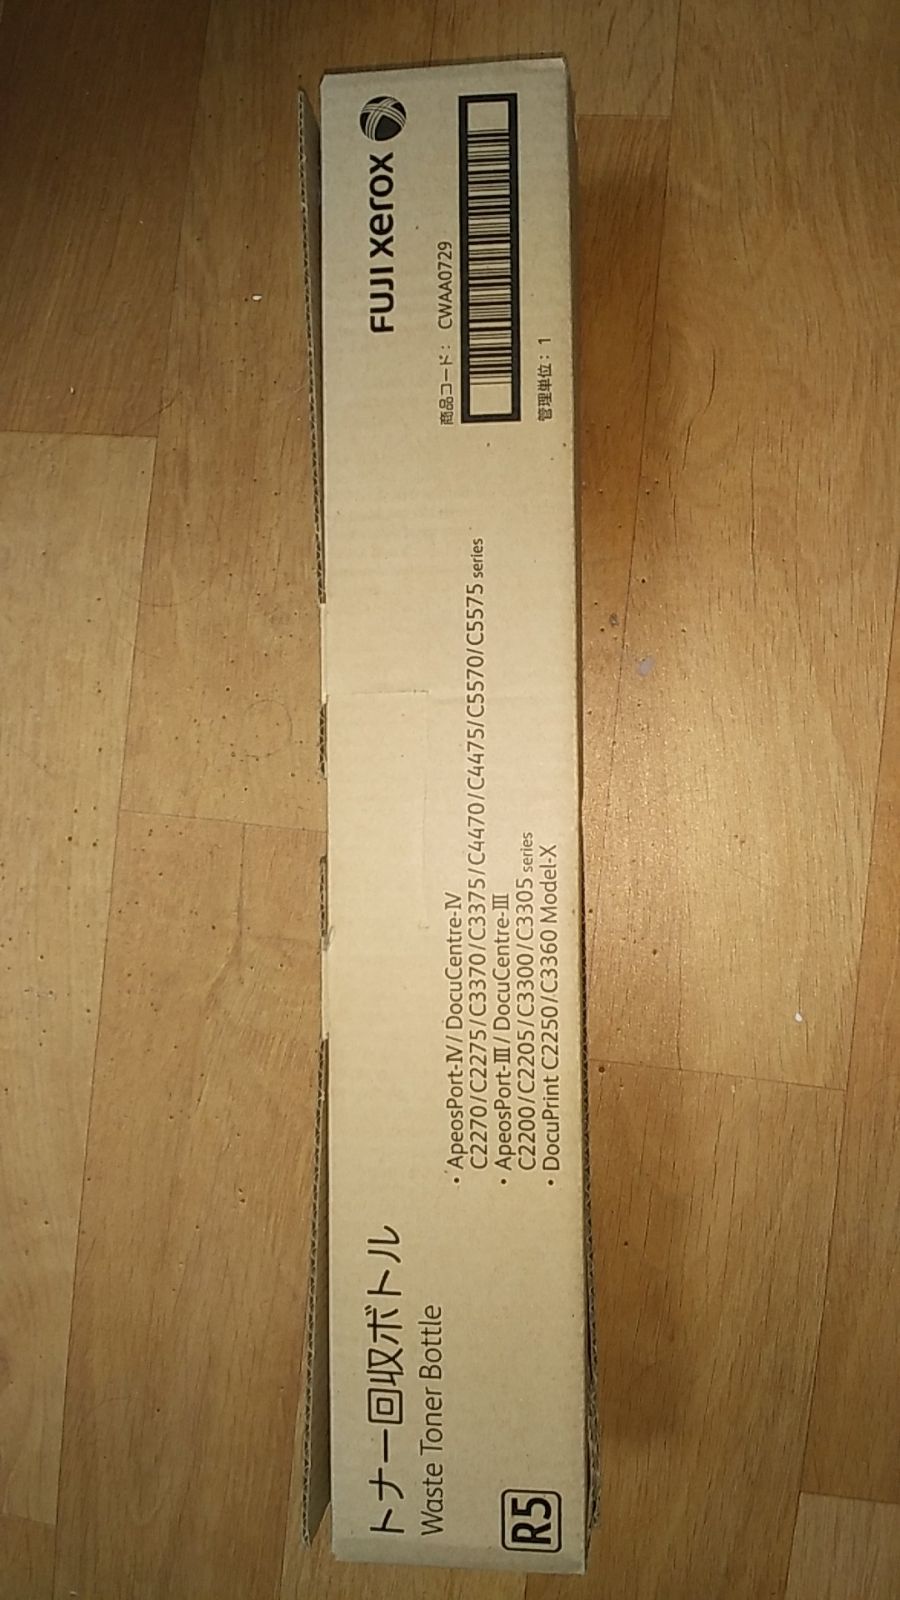 トナー回収ボトル
Waste Toner Bottle
R5
・ApeosPort-Ⅳ/DocuCentre-Ⅳ
C2270/C2275/C3370/C3375/C4470/C4475/C5570/C5575 series
・ApeosPort-Ⅲ/DocuCentre-Ⅲ
C2200/C2205/C3300/C3305 series
・DocuPrint C2250/C3360 Model-X
FUJI xerox
商品コード: CWAA0729
管理単位: 1